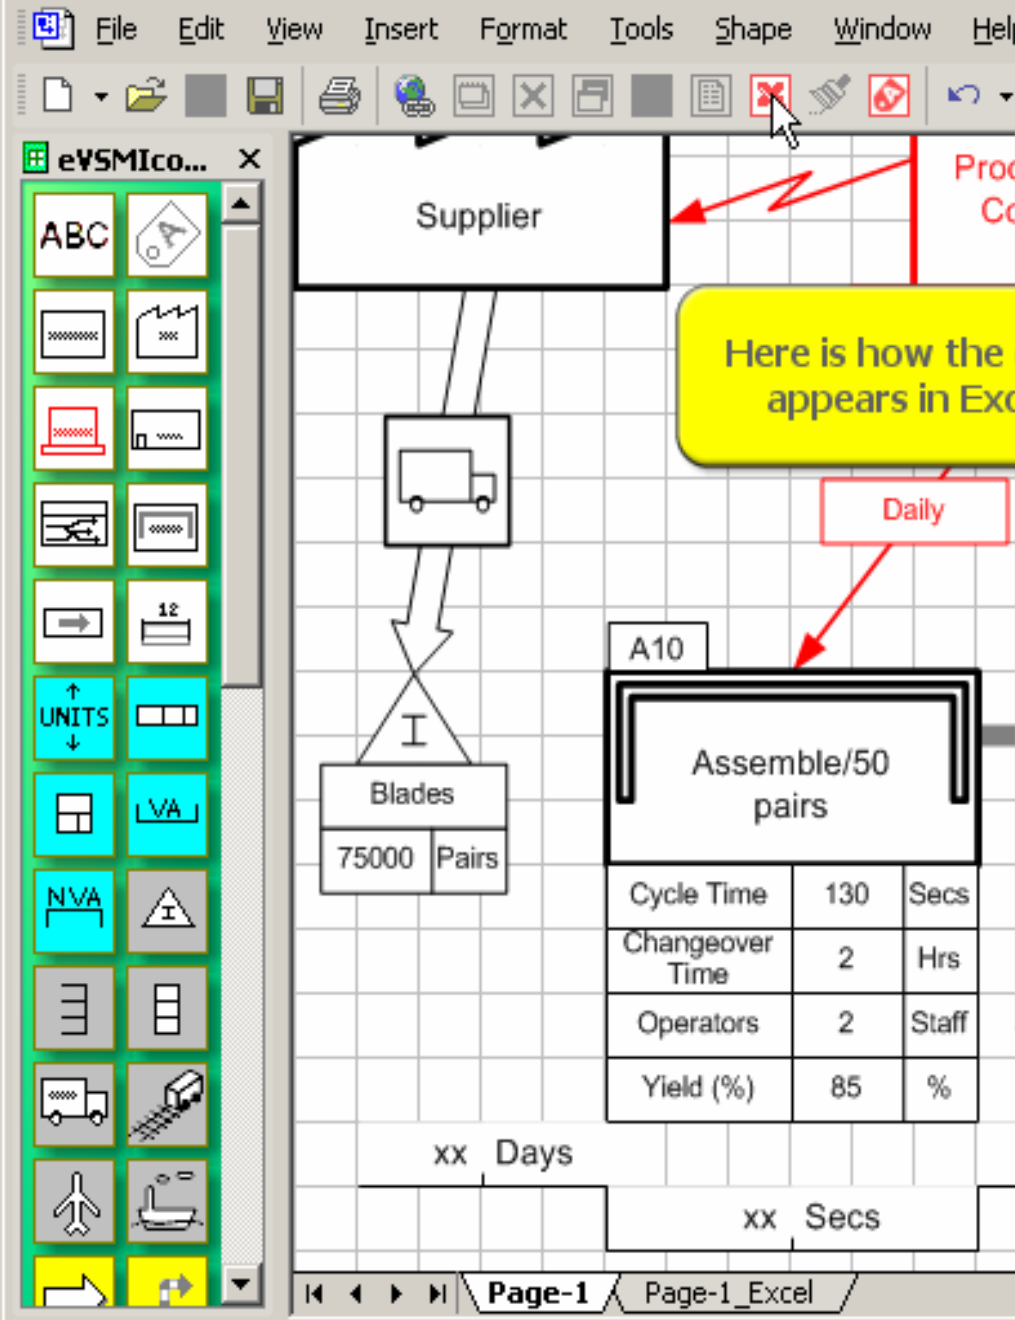 File Edit View Insert Format Tools Shape Window Help
eVSMIco...
ABC
A
12
UNITS
VA
NVA
I
Supplier
Here is how the
appears in
Daily
A10
I
Blades
75000 Pairs
Assemble/50
pairs
Cycle Time 130 Secs
Changeover
Time 2 Hrs
Operators 2 Staff
Yield (%) 85 %
xx Days
xx Secs
Page-1 Page-1_Excel